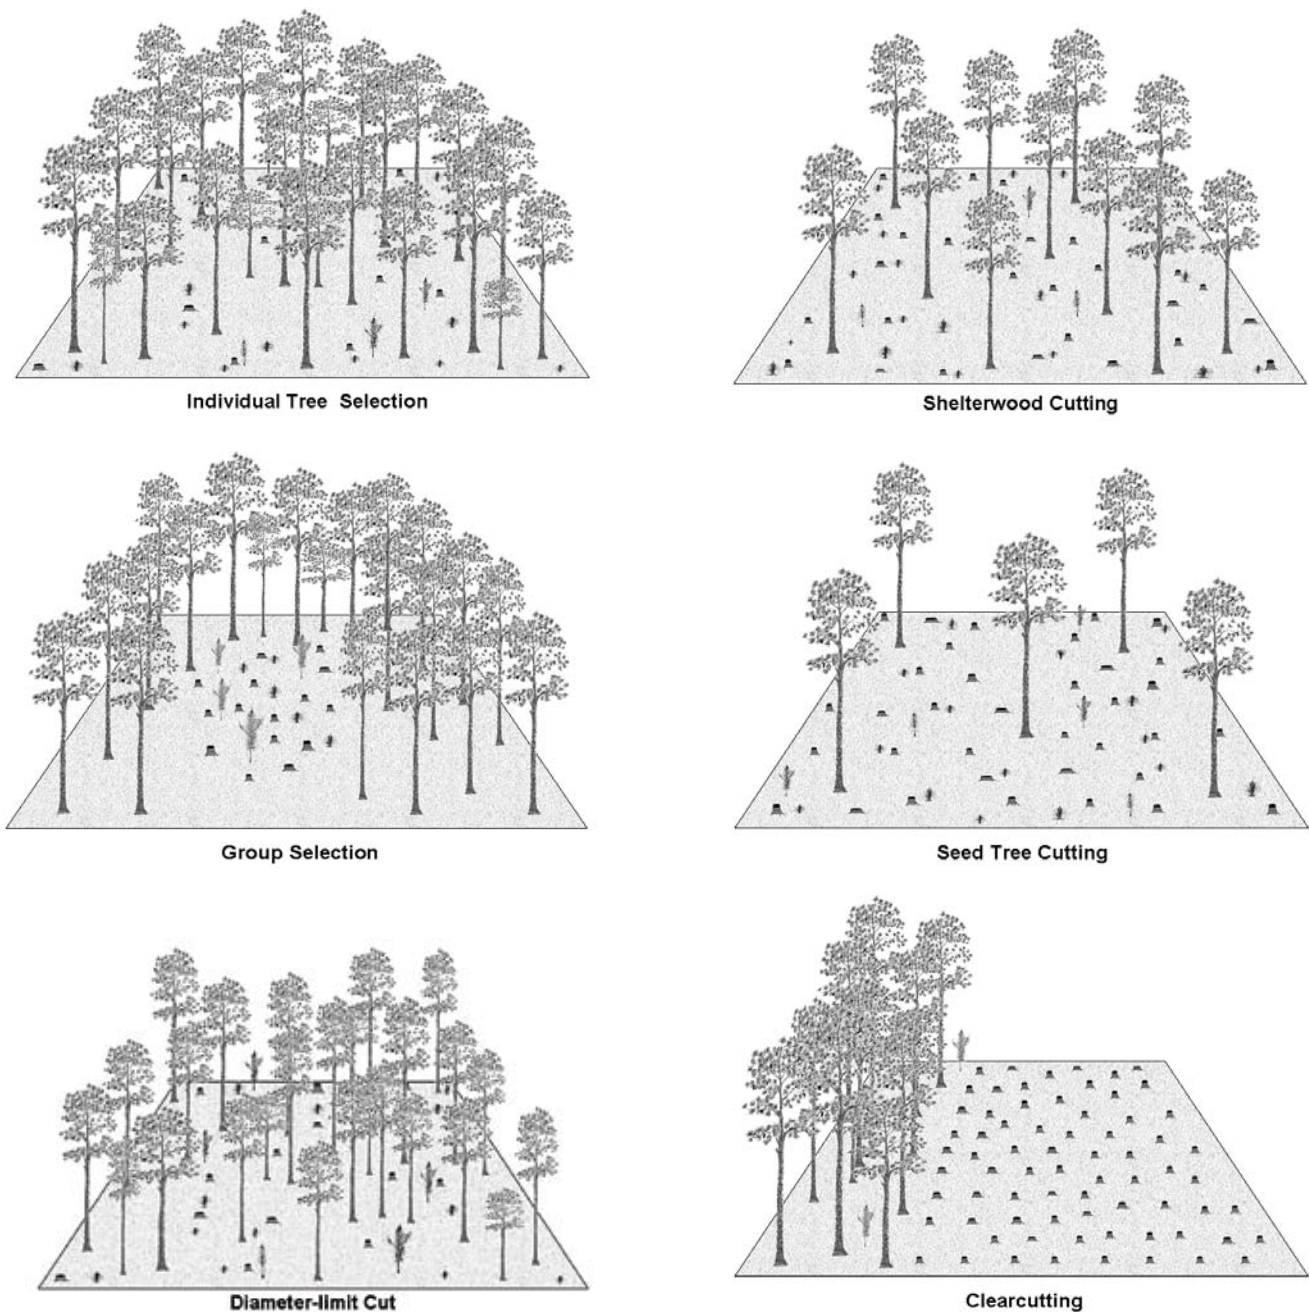 Individual Tree Selection
Shelterwood Cutting
Group Selection
Seed Tree Cutting
Diameter-limit Cut
Clearcutting